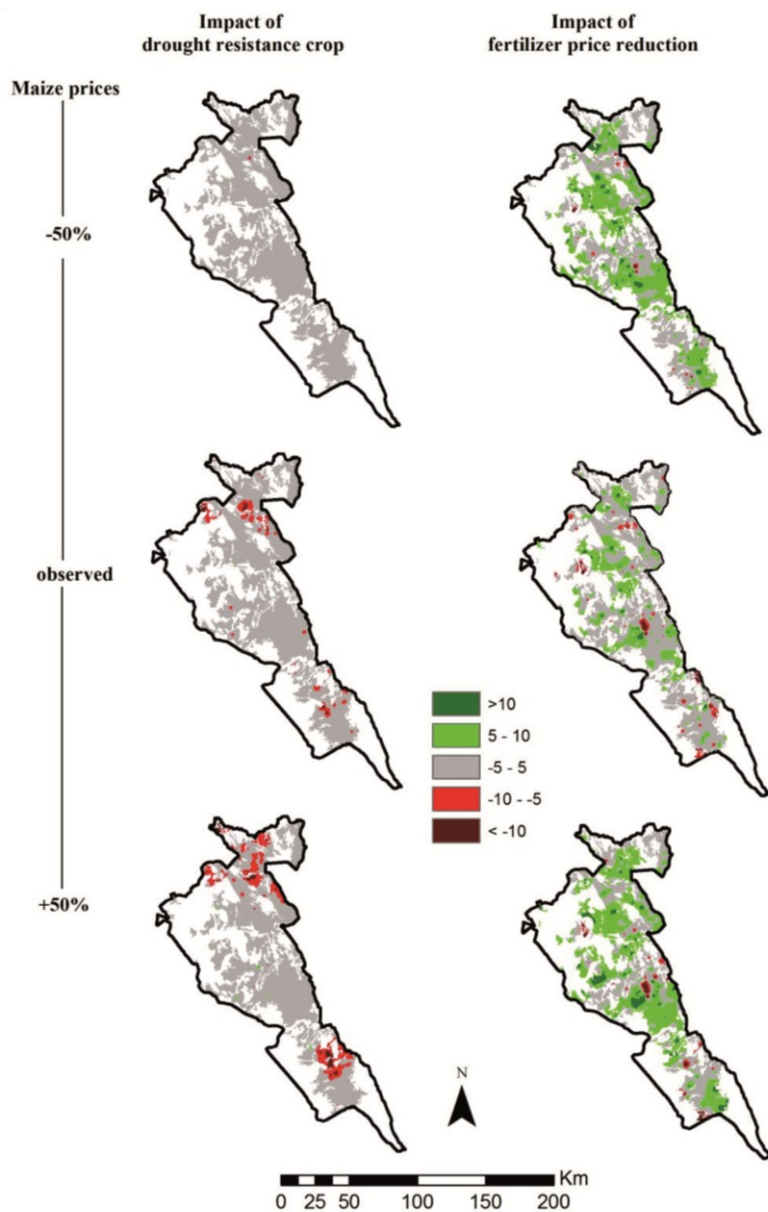 Impact of
drought resistance crop
Impact of
fertilizer price reduction
Maize prices
-50%
observed
>10
5 - 10
-5 - 5
-10 - -5
< -10
+50%
N
Km
0 25 50 100 150 200